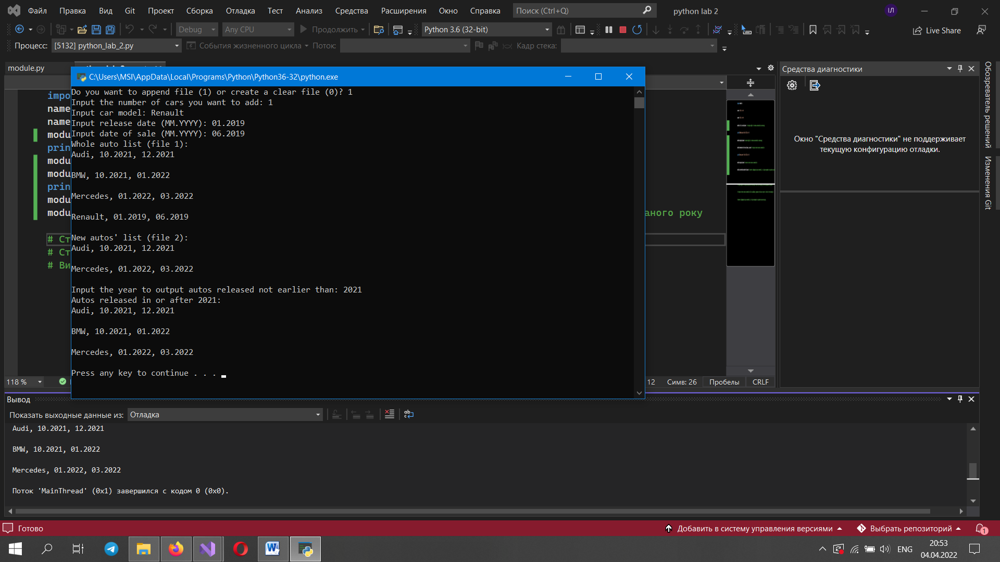 Файл Правка Вид Git Проект Сборка Отладка Тест Анализ Средства Расширения Окно Справка Поиск (Ctrl+Q) python lab 2 ІЛ
Debug Any CPU Продолжить Python 3.6 (32-bit) Live Share
Процесс: [5132] python_lab_2.py События жизненного цикла Поток: Кадр стека:
module.py
C:\Users\MSI\AppData\Local\Programs\Python\Python36-32\python.exe
Do you want to append file (1) or create a clear file (0)? 1
Input the number of cars you want to add: 1
Input car model: Renault
Input release date (MM.YYYY): 01.2019
Input date of sale (MM.YYYY): 06.2019
Whole auto list (file 1):
Audi, 10.2021, 12.2021
BMW, 10.2021, 01.2022
Mercedes, 01.2022, 03.2022
Renault, 01.2019, 06.2019
New autos' list (file 2):
Audi, 10.2021, 12.2021
Mercedes, 01.2022, 03.2022
Input the year to output autos released not earlier than: 2021
Autos released in or after 2021:
Audi, 10.2021, 12.2021
BMW, 10.2021, 01.2022
Mercedes, 01.2022, 03.2022
Press any key to continue . . .
impo
name
name
modu
prin
modu
modu
prin
modu
modu
аного року
# Ст
# Ст
# Ви
Средства диагностики
Окно "Средства диагностики" не поддерживает
текущую конфигурацию отладки.
Обозреватель решений
Изменения Git
118 % 12 Симв: 26 Пробелы CRLF
Вывод
Показать выходные данные из: Отладка
Audi, 10.2021, 12.2021
BMW, 10.2021, 01.2022
Mercedes, 01.2022, 03.2022
Поток 'MainThread' (0x1) завершился с кодом 0 (0x0).
Готово Добавить в систему управления версиями Выбрать репозиторий 1
ENG
20:53
04.04.2022